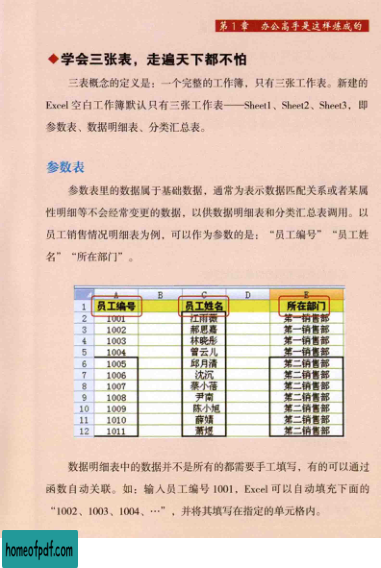 第1章 办公高手是这样炼成的
◆学会三张表，走遍天下都不怕
三表概念的定义是：一个完整的工作簿，只有三张工作表。新建的
Excel 空白工作簿默认只有三张工作表——Sheet1、Sheet2、Sheet3，即
参数表、数据明细表、分类汇总表。
参数表
参数表里的数据属于基础数据，通常为表示数据匹配关系或者某属
性明细等不会经常变更的数据，以供数据明细表和分类汇总表调用。以
员工销售情况明细表为例，可以作为参数的是：“员工编号”“员工姓
名”“所在部门”。
A B C D E
1 员工编号 员工姓名 所在部门
2 1001 江雨薇 第一销售部
3 1002 郝思嘉 第一销售部
4 1003 林晓彤 第一销售部
5 1004 曾云儿 第一销售部
6 1005 邱月清 第二销售部
7 1006 沈沉 第二销售部
8 1007 蔡小蓓 第二销售部
9 1008 尹南 第二销售部
10 1009 陈小旭 第二销售部
11 1010 薛婧 第二销售部
12 1011 萧煜 第二销售部
数据明细表中的数据并不是所有的都需要手工填写，有的可以通过
函数自动关联。如：输入员工编号 1001，Excel 可以自动填充下面的
“1002、1003、1004、…”，并将其填写在指定的单元格内。
homeofpdf.com